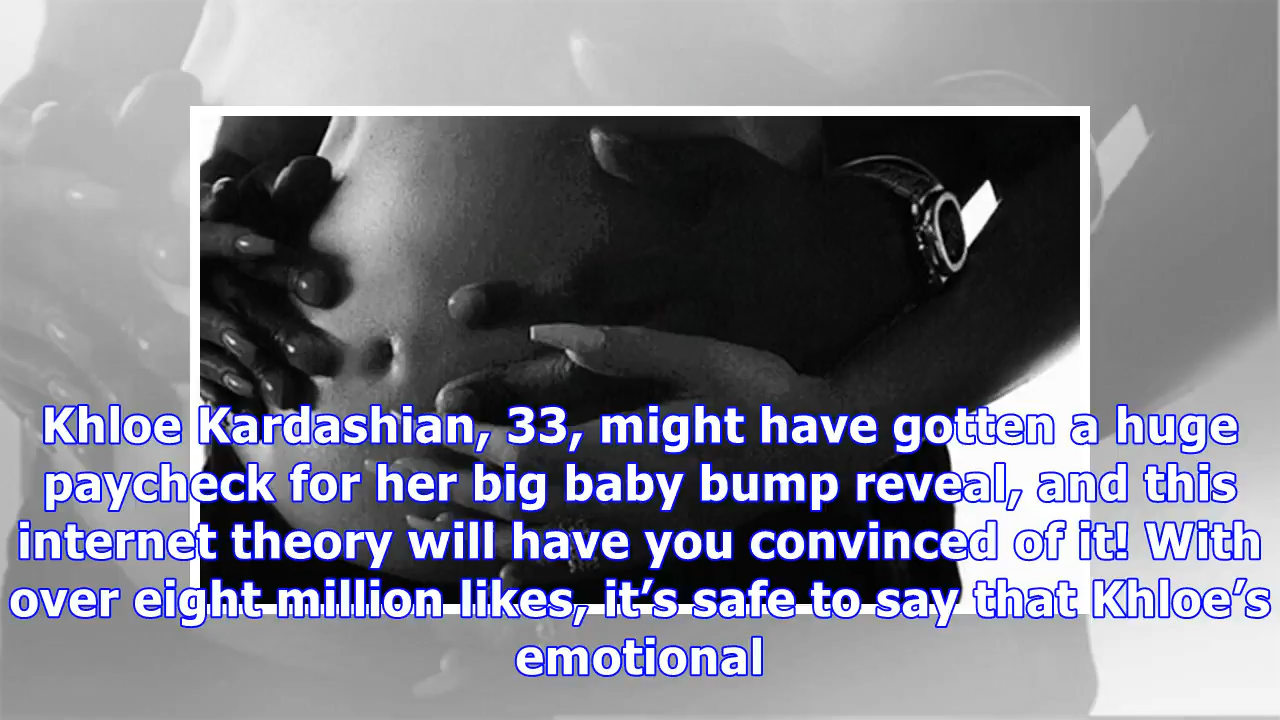 Khloe Kardashian, 33, might have gotten a huge
paycheck for her big baby bump reveal, and this
internet theory will have you convinced of it! With
over eight million likes, it’s safe to say that Khloe’s
emotional